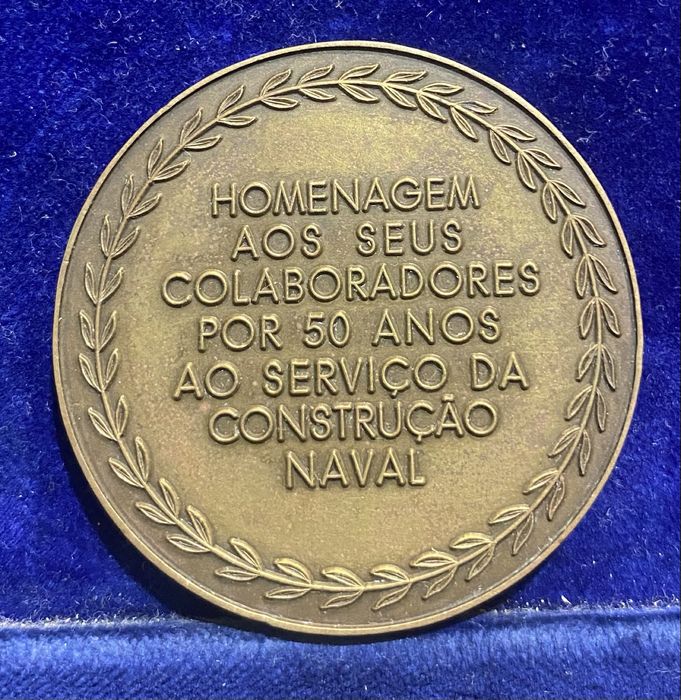 HOMENAGEM
AOS SEUS
COLABORADORES
POR 50 ANOS
AO SERVIÇO DA
CONSTRUÇÃO
NAVAL